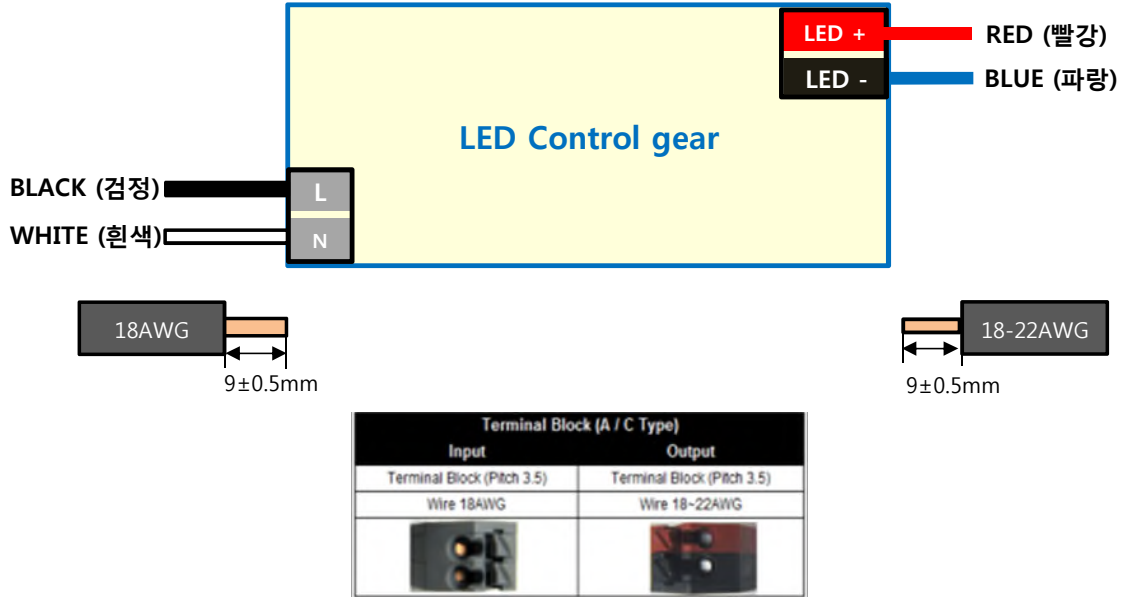 LED +
RED (빨강)
LED -
BLUE (파랑)
LED Control gear
BLACK (검정)
L
WHITE (흰색)
N
18AWG
18-22AWG
9±0.5mm
9±0.5mm
Terminal Block (A / C Type)
Input
Output
Terminal Block (Pitch 3.5)
Terminal Block (Pitch 3.5)
Wire 18AWG
Wire 18~22AWG